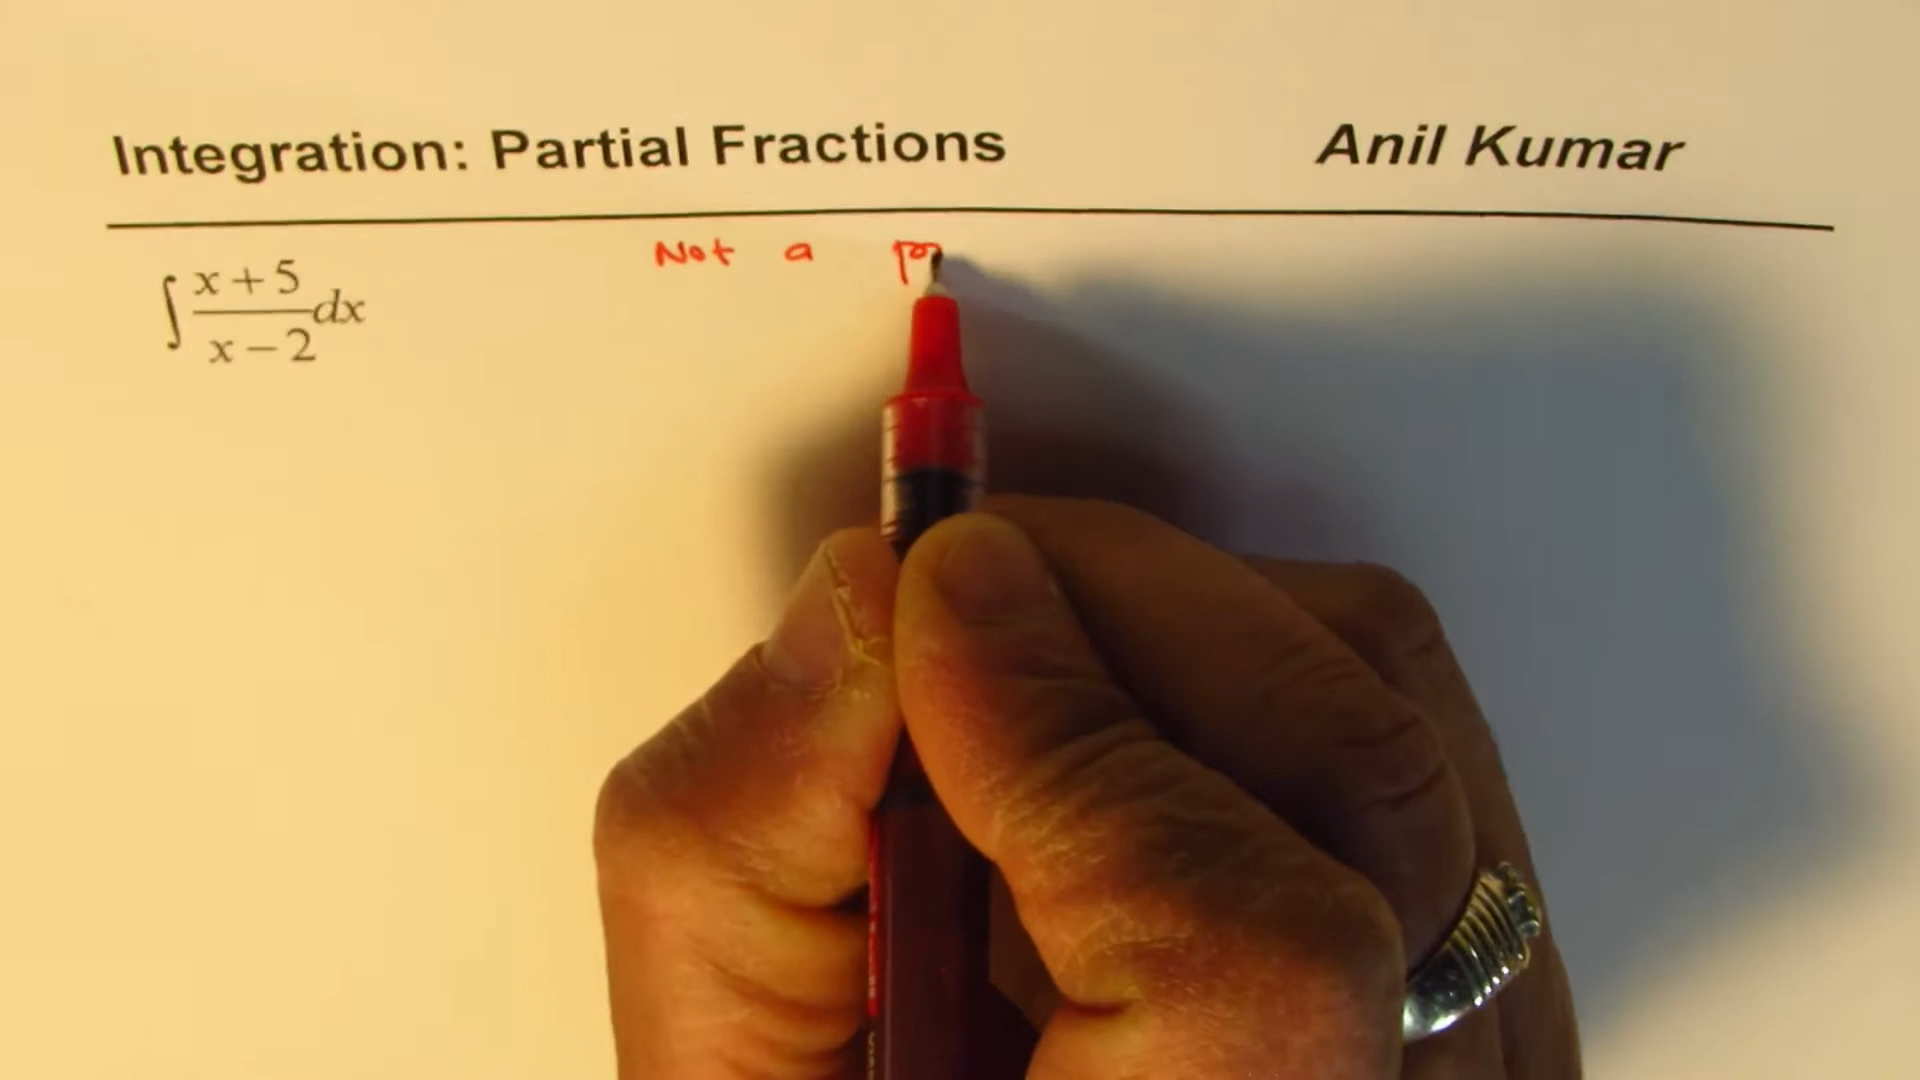 Integration: Partial Fractions Anil Kumar
Not a
∫ x + 5 / x − 2 dx